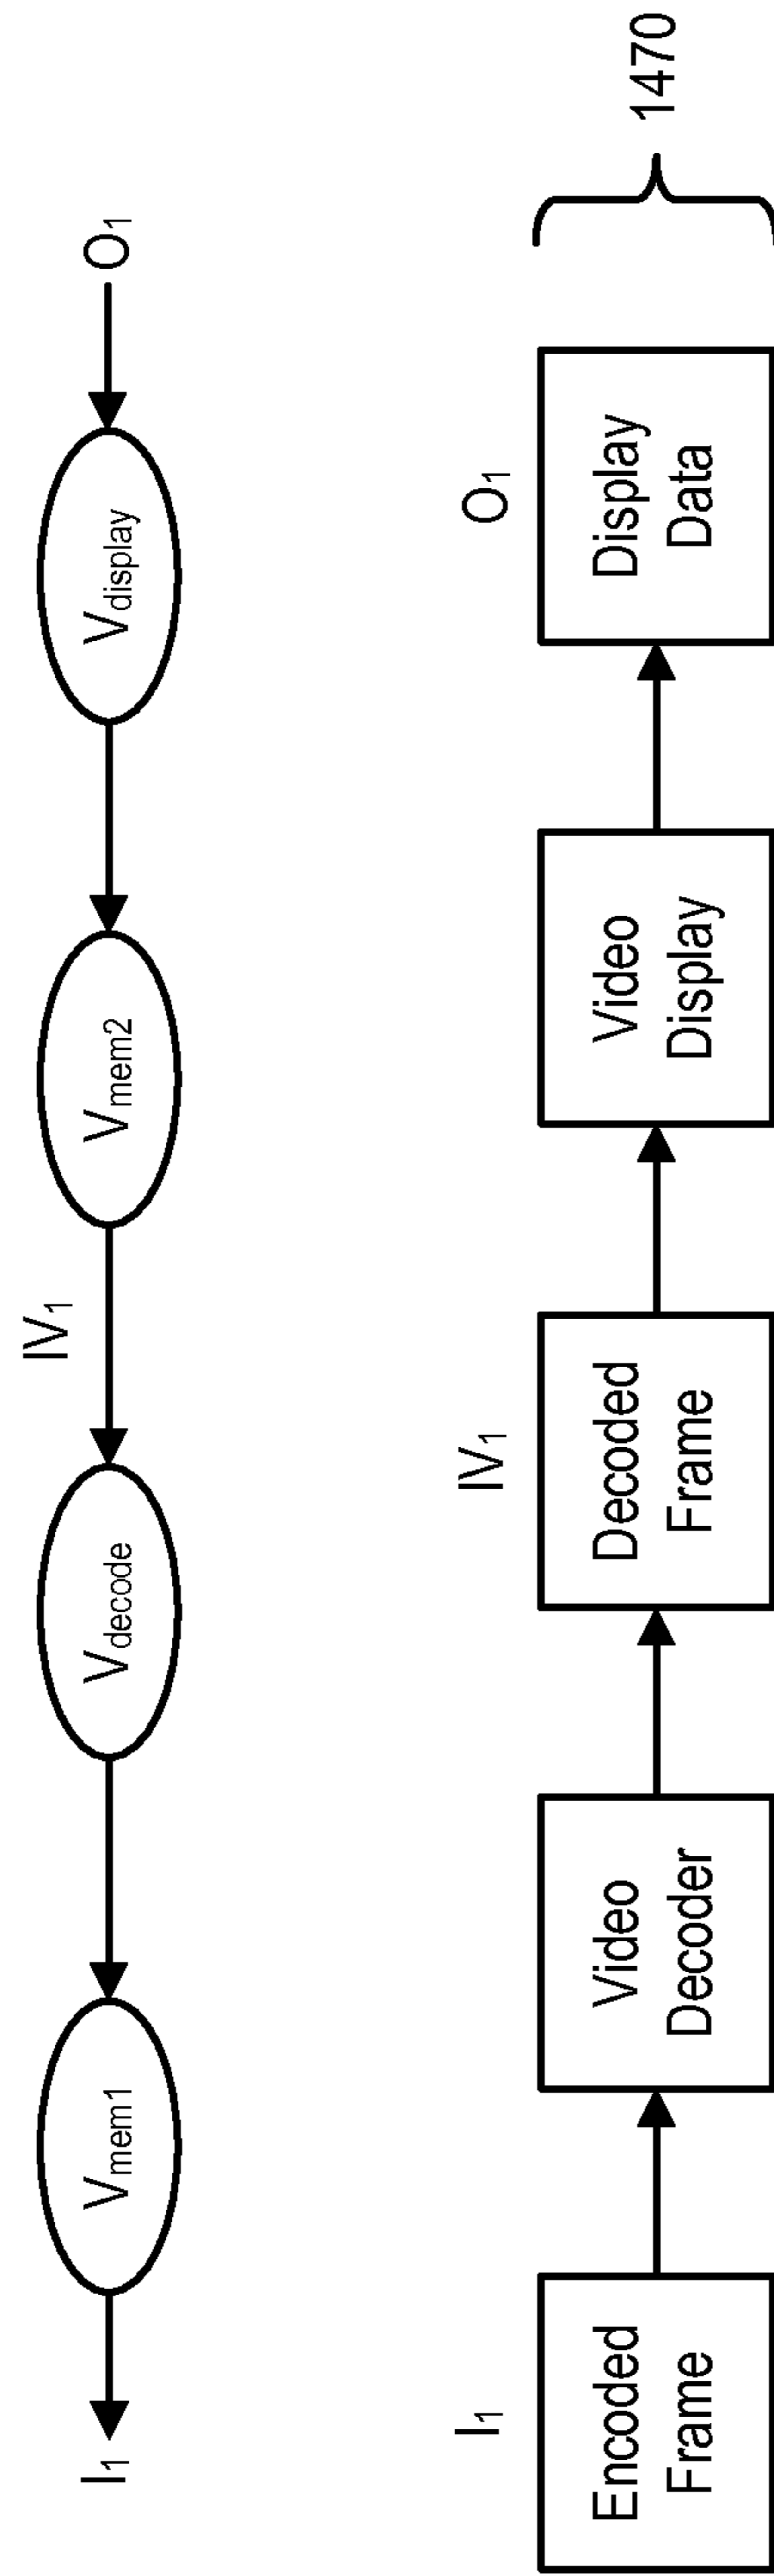 I1
Vmem1
Vdecode
IV1
Vmem2
Vdisplay
O1
I1
IV1
O1
Encoded
Frame
Video
Decoder
Decoded
Frame
Video
Display
Display
Data
1470